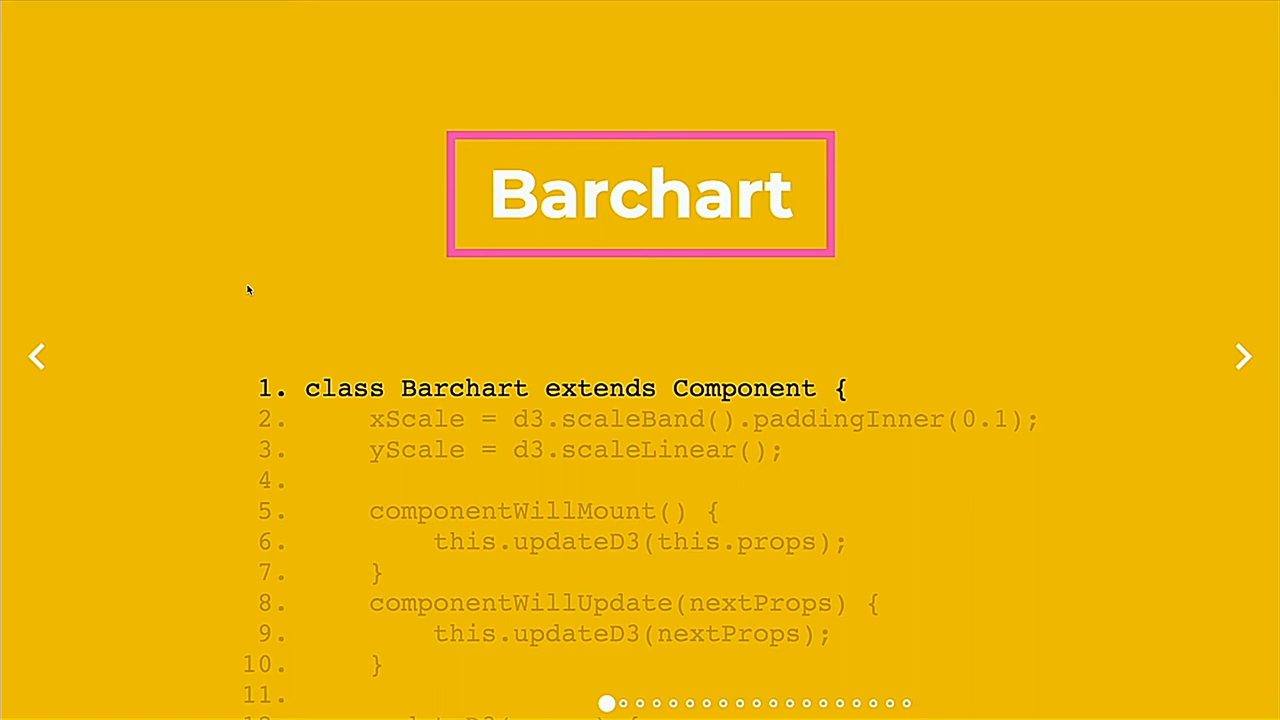 Barchart
1. class Barchart extends Component {
2. xScale = d3.scaleBand().paddingInner(0.1);
3. yScale = d3.scaleLinear();
4.
5. componentWillMount() {
6. this.updateD3(this.props);
7. }
8. componentWillUpdate(nextProps) {
9. this.updateD3(nextProps);
10. }
11.